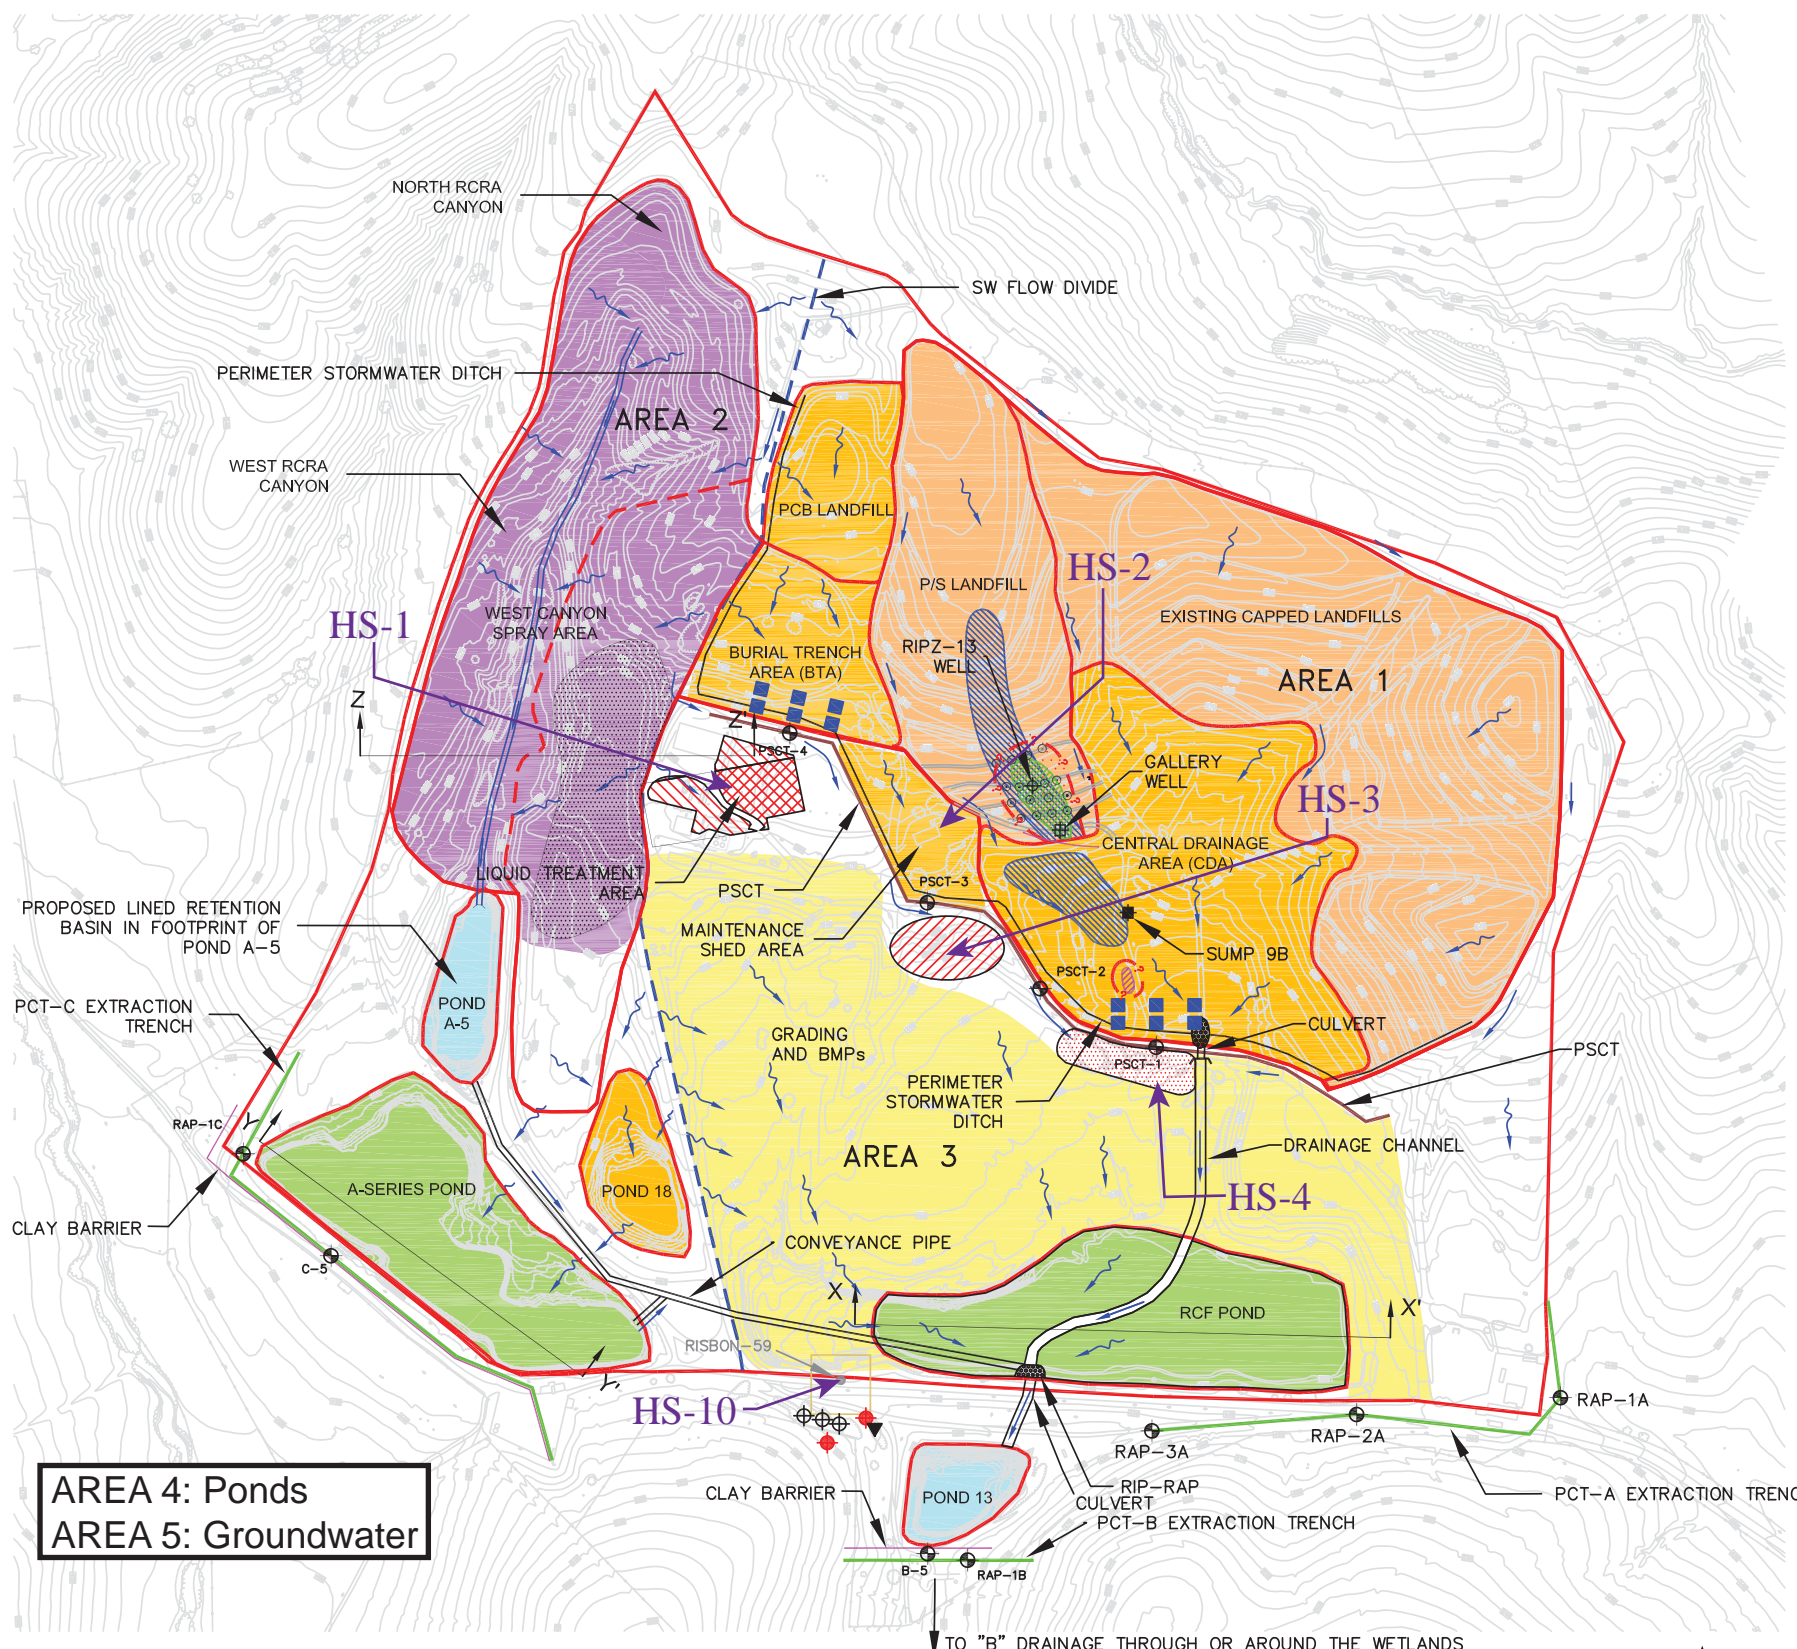 NORTH RCRA
CANYON
SW FLOW DIVIDE
PERIMETER STORMWATER DITCH
AREA 2
WEST RCRA
CANYON
PCB LANDFILL
HS-2
P/S LANDFILL
EXISTING CAPPED LANDFILLS
HS-1
WEST CANYON
SPRAY AREA
RIPZ-13
WELL
BURIAL TRENCH
AREA (BTA)
AREA 1
Z
Z'
PSCT-4
GALLERY
WELL
HS-3
CENTRAL DRAINAGE
AREA (CDA)
LIQUID TREATMENT
AREA
PSCT
PSCT-3
PROPOSED LINED RETENTION
BASIN IN FOOTPRINT OF
POND A-5
MAINTENANCE
SHED AREA
SUMP 9B
PSCT-2
POND
A-5
PCT-C EXTRACTION
TRENCH
GRADING
AND BMPs
CULVERT
PSCT
PSCT-1
PERIMETER
STORMWATER
DITCH
RAP-1C
Y
DRAINAGE CHANNEL
AREA 3
A-SERIES POND
POND 18
HS-4
CLAY BARRIER
CONVEYANCE PIPE
C-5
X
RCF POND
X'
RISBON-59
Y'
HS-10
RAP-1A
RAP-3A
RAP-2A
AREA 4: Ponds
AREA 5: Groundwater
CLAY BARRIER
POND 13
RIP-RAP
CULVERT
PCT-A EXTRACTION TRENC
PCT-B EXTRACTION TRENCH
B-5
RAP-1B
TO "B" DRAINAGE THROUGH OR AROUND THE WETLANDS